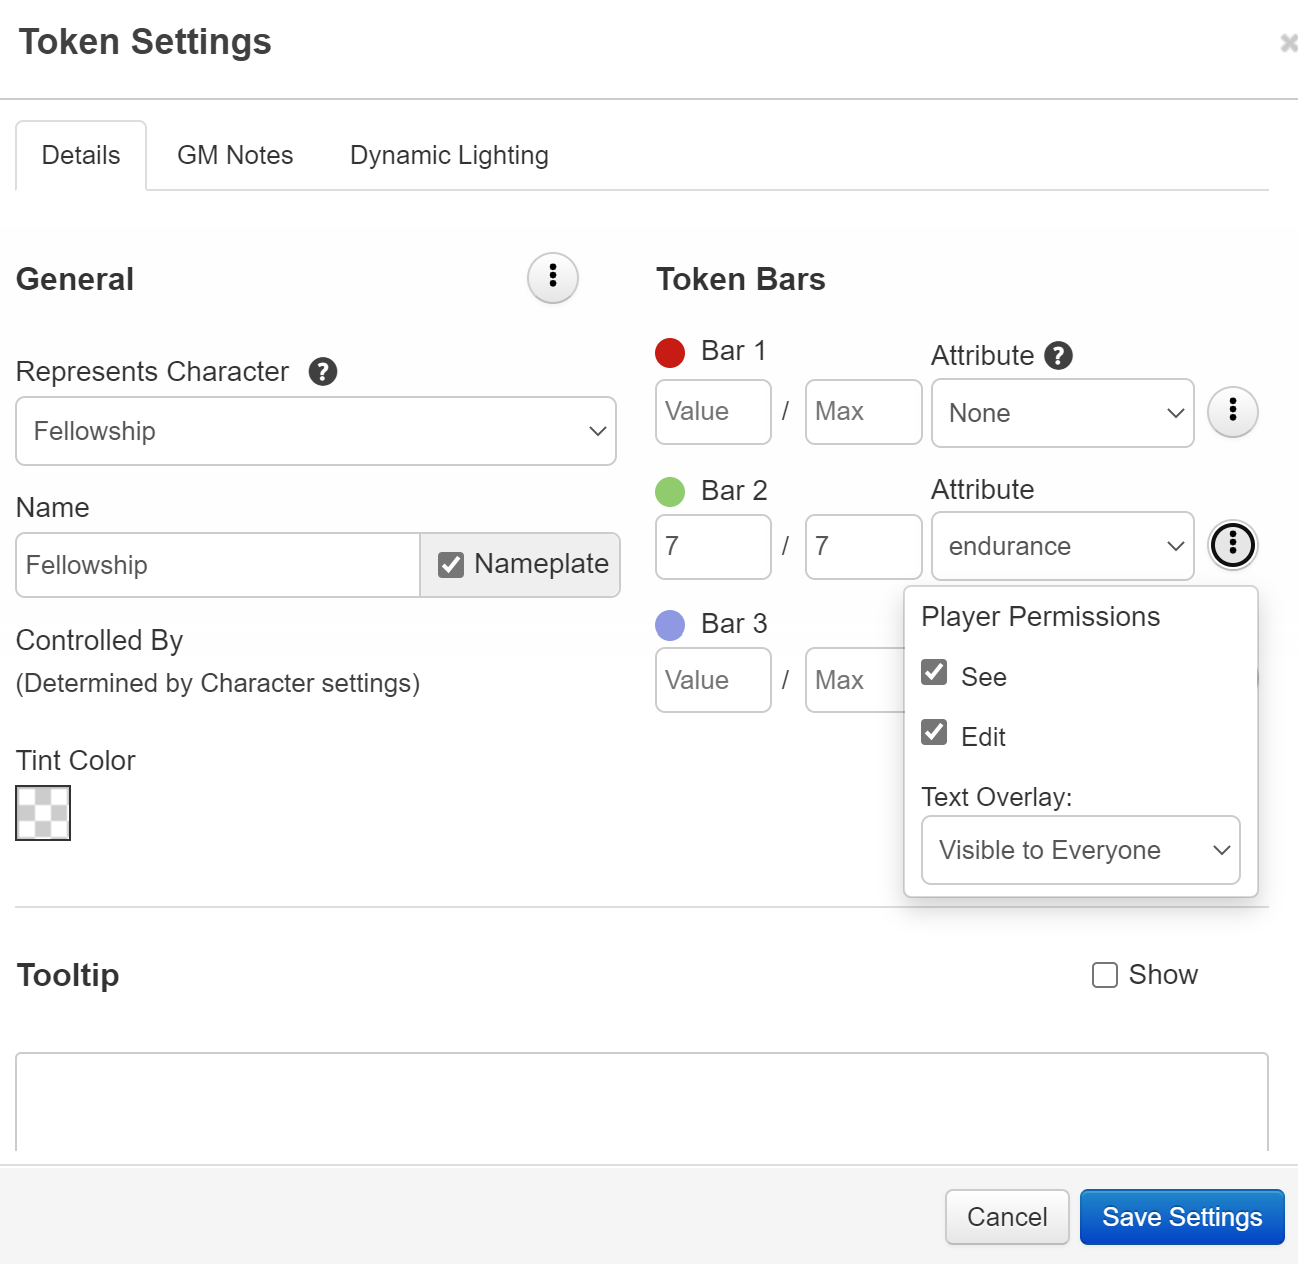 Token Settings
Details GM Notes Dynamic Lighting
General
Represents Character
Fellowship
Name
Fellowship Nameplate
Controlled By
(Determined by Character settings)
Tint Color
Token Bars
Bar 1 Attribute
Value / Max None
Bar 2 Attribute
7 / 7 endurance
Bar 3
Value / Max
Player Permissions
See
Edit
Text Overlay:
Visible to Everyone
Tooltip Show
Cancel Save Settings